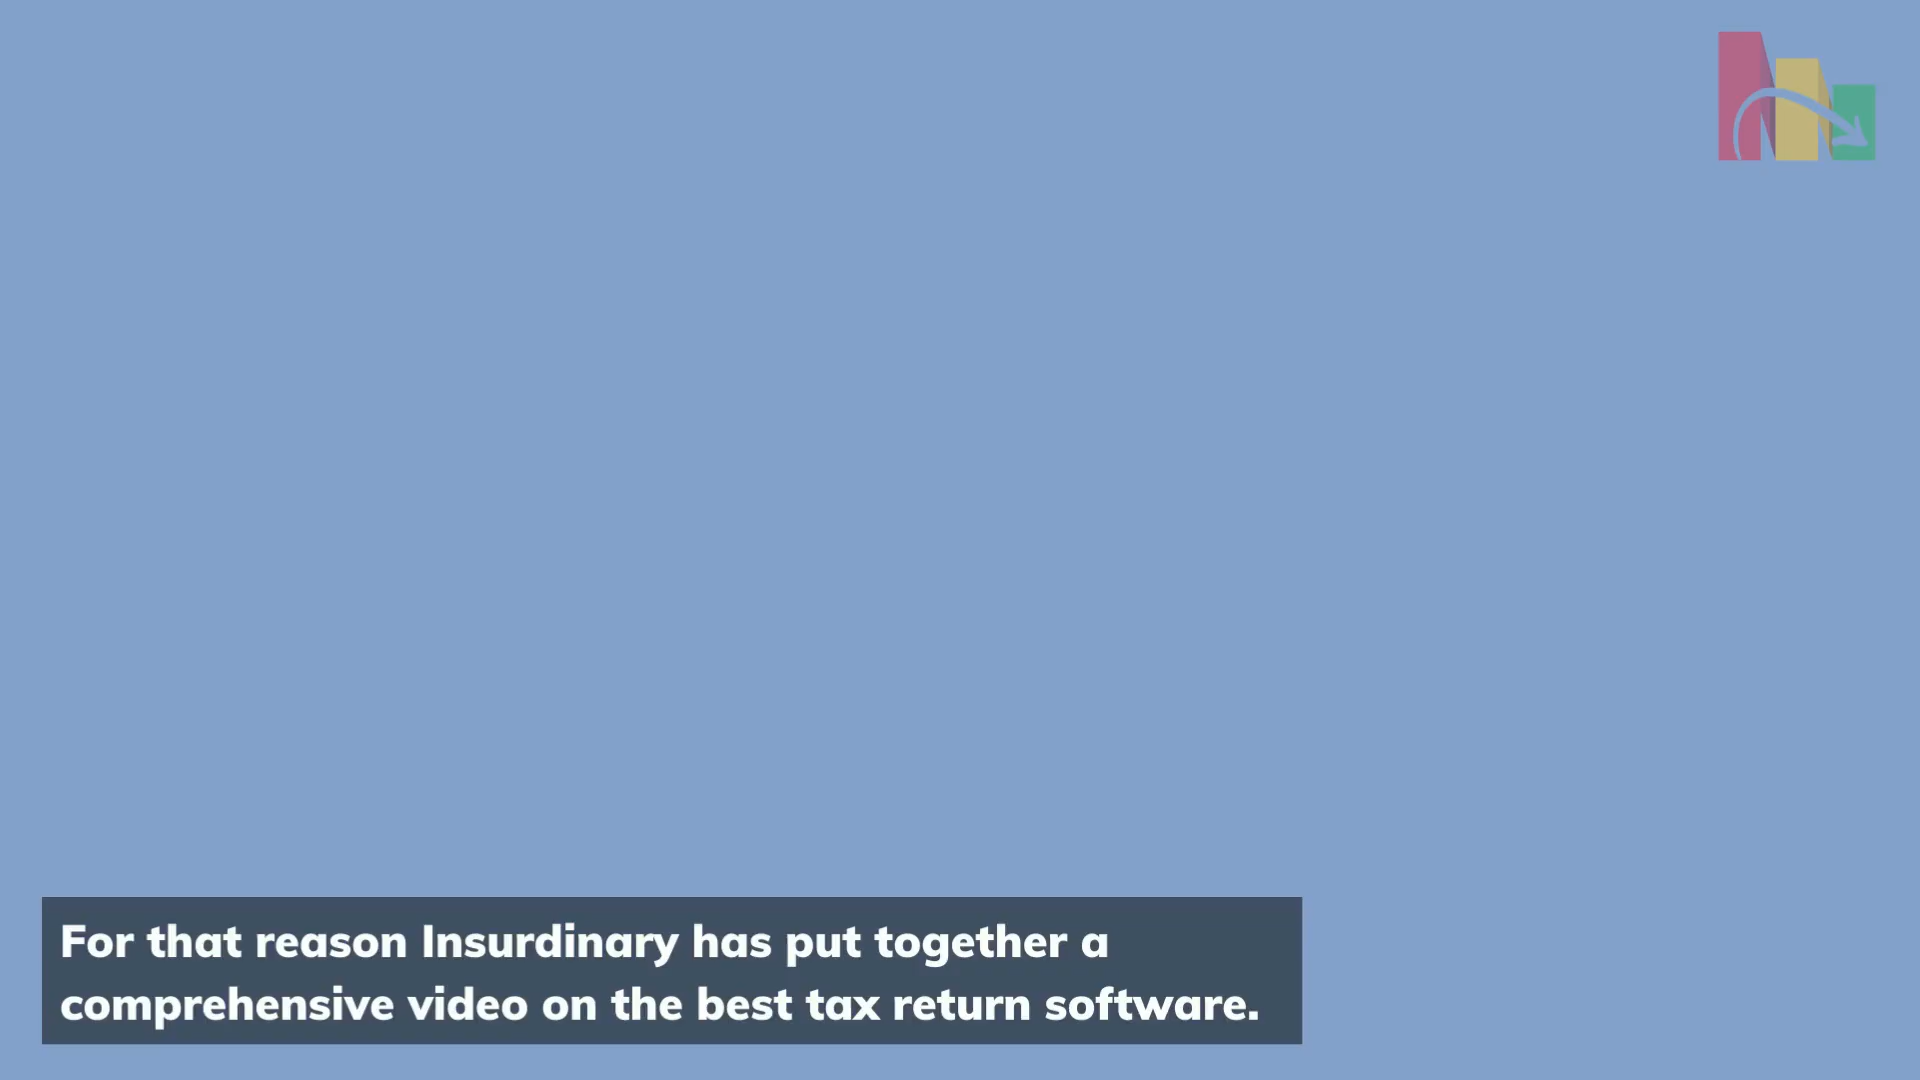 For that reason Insurdinary has put together a
comprehensive video on the best tax return software.